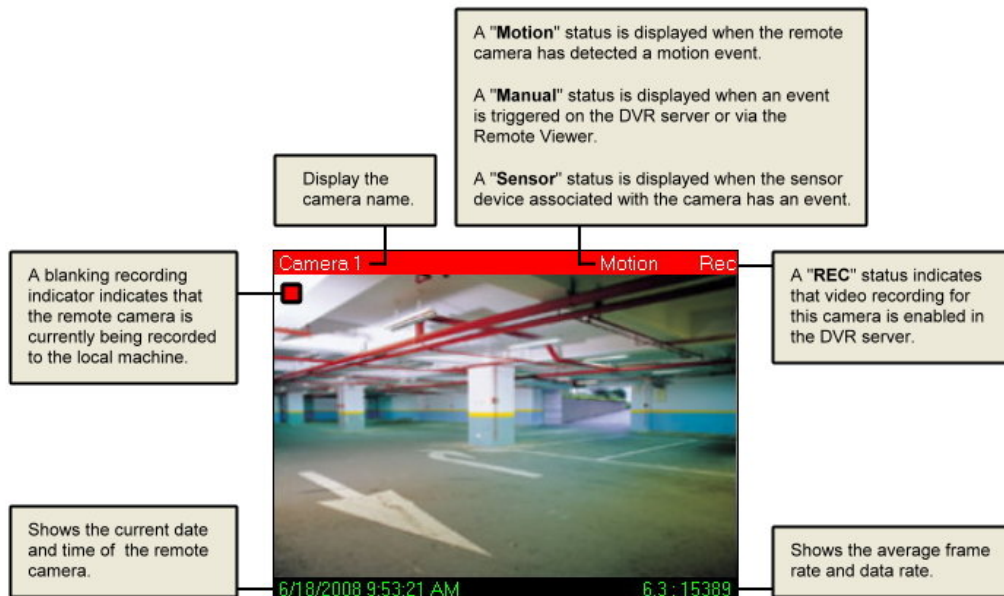 A "Motion" status is displayed when the remote
camera has detected a motion event.
A "Manual" status is displayed when an event
is triggered on the DVR server or via the
Remote Viewer.
A "Sensor" status is displayed when the sensor
device associated with the camera has an event.
Display the
camera name.
A blanking recording
indicator indicates that
the remote camera is
currently being recorded
to the local machine.
Camera 1 Motion Rec
A "REC" status indicates
that video recording for
this camera is enabled in
the DVR server.
Shows the current date
and time of the remote
camera.
6/18/2008 9:53:21 AM 6.3 : 15389
Shows the average frame
rate and data rate.